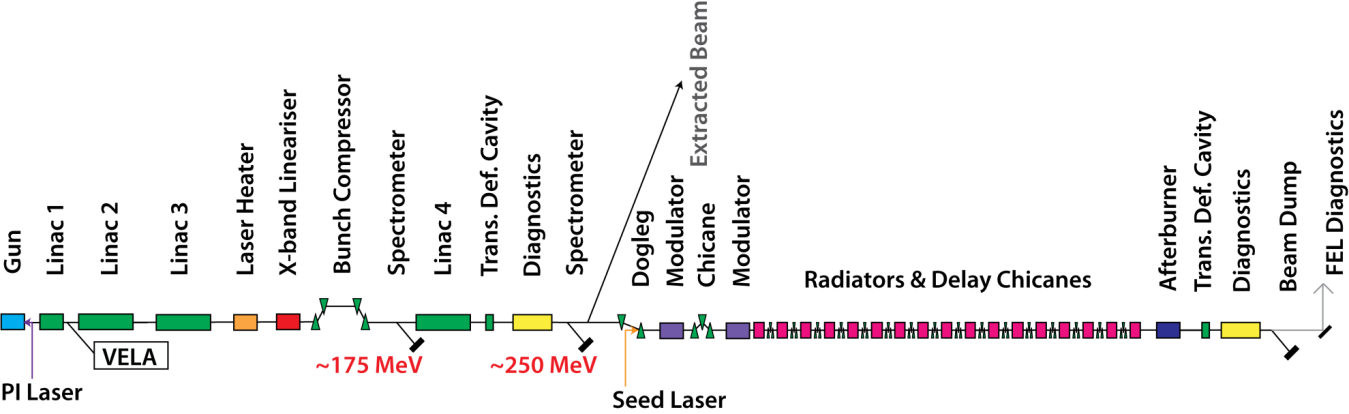 Gun
Linac 1
Linac 2
Linac 3
Laser Heater
X-band Lineariser
Bunch Compressor
Spectrometer
Linac 4
Trans. Def. Cavity
Diagnostics
Spectrometer
Extracted Beam
Dogleg
Modulator
Chicane
Modulator
Radiators & Delay Chicanes
Afterburner
Trans. Def. Cavity
Diagnostics
Beam Dump
FEL Diagnostics
VELA
~175 MeV
~250 MeV
PI Laser
Seed Laser